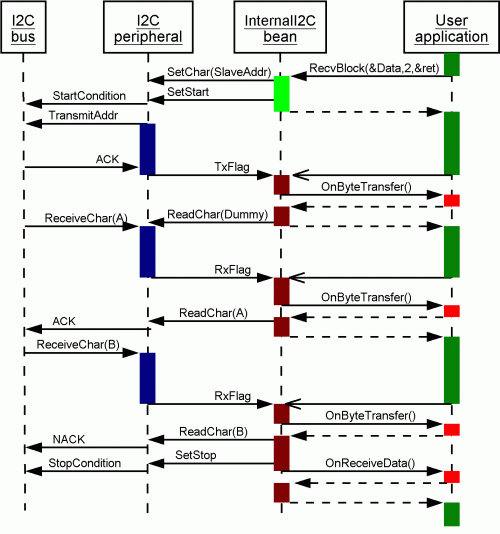 I2C
bus
I2C
peripheral
InternalI2C
bean
User
application
RecvBlock(&Data,2,&ret)
SetChar(SlaveAddr)
StartCondition
SetStart
TransmitAddr
ACK
TxFlag
OnByteTransfer()
ReceiveChar(A)
ReadChar(Dummy)
RxFlag
OnByteTransfer()
ReadChar(A)
ACK
ReceiveChar(B)
RxFlag
OnByteTransfer()
ReadChar(B)
NACK
SetStop
StopCondition
OnReceiveData()